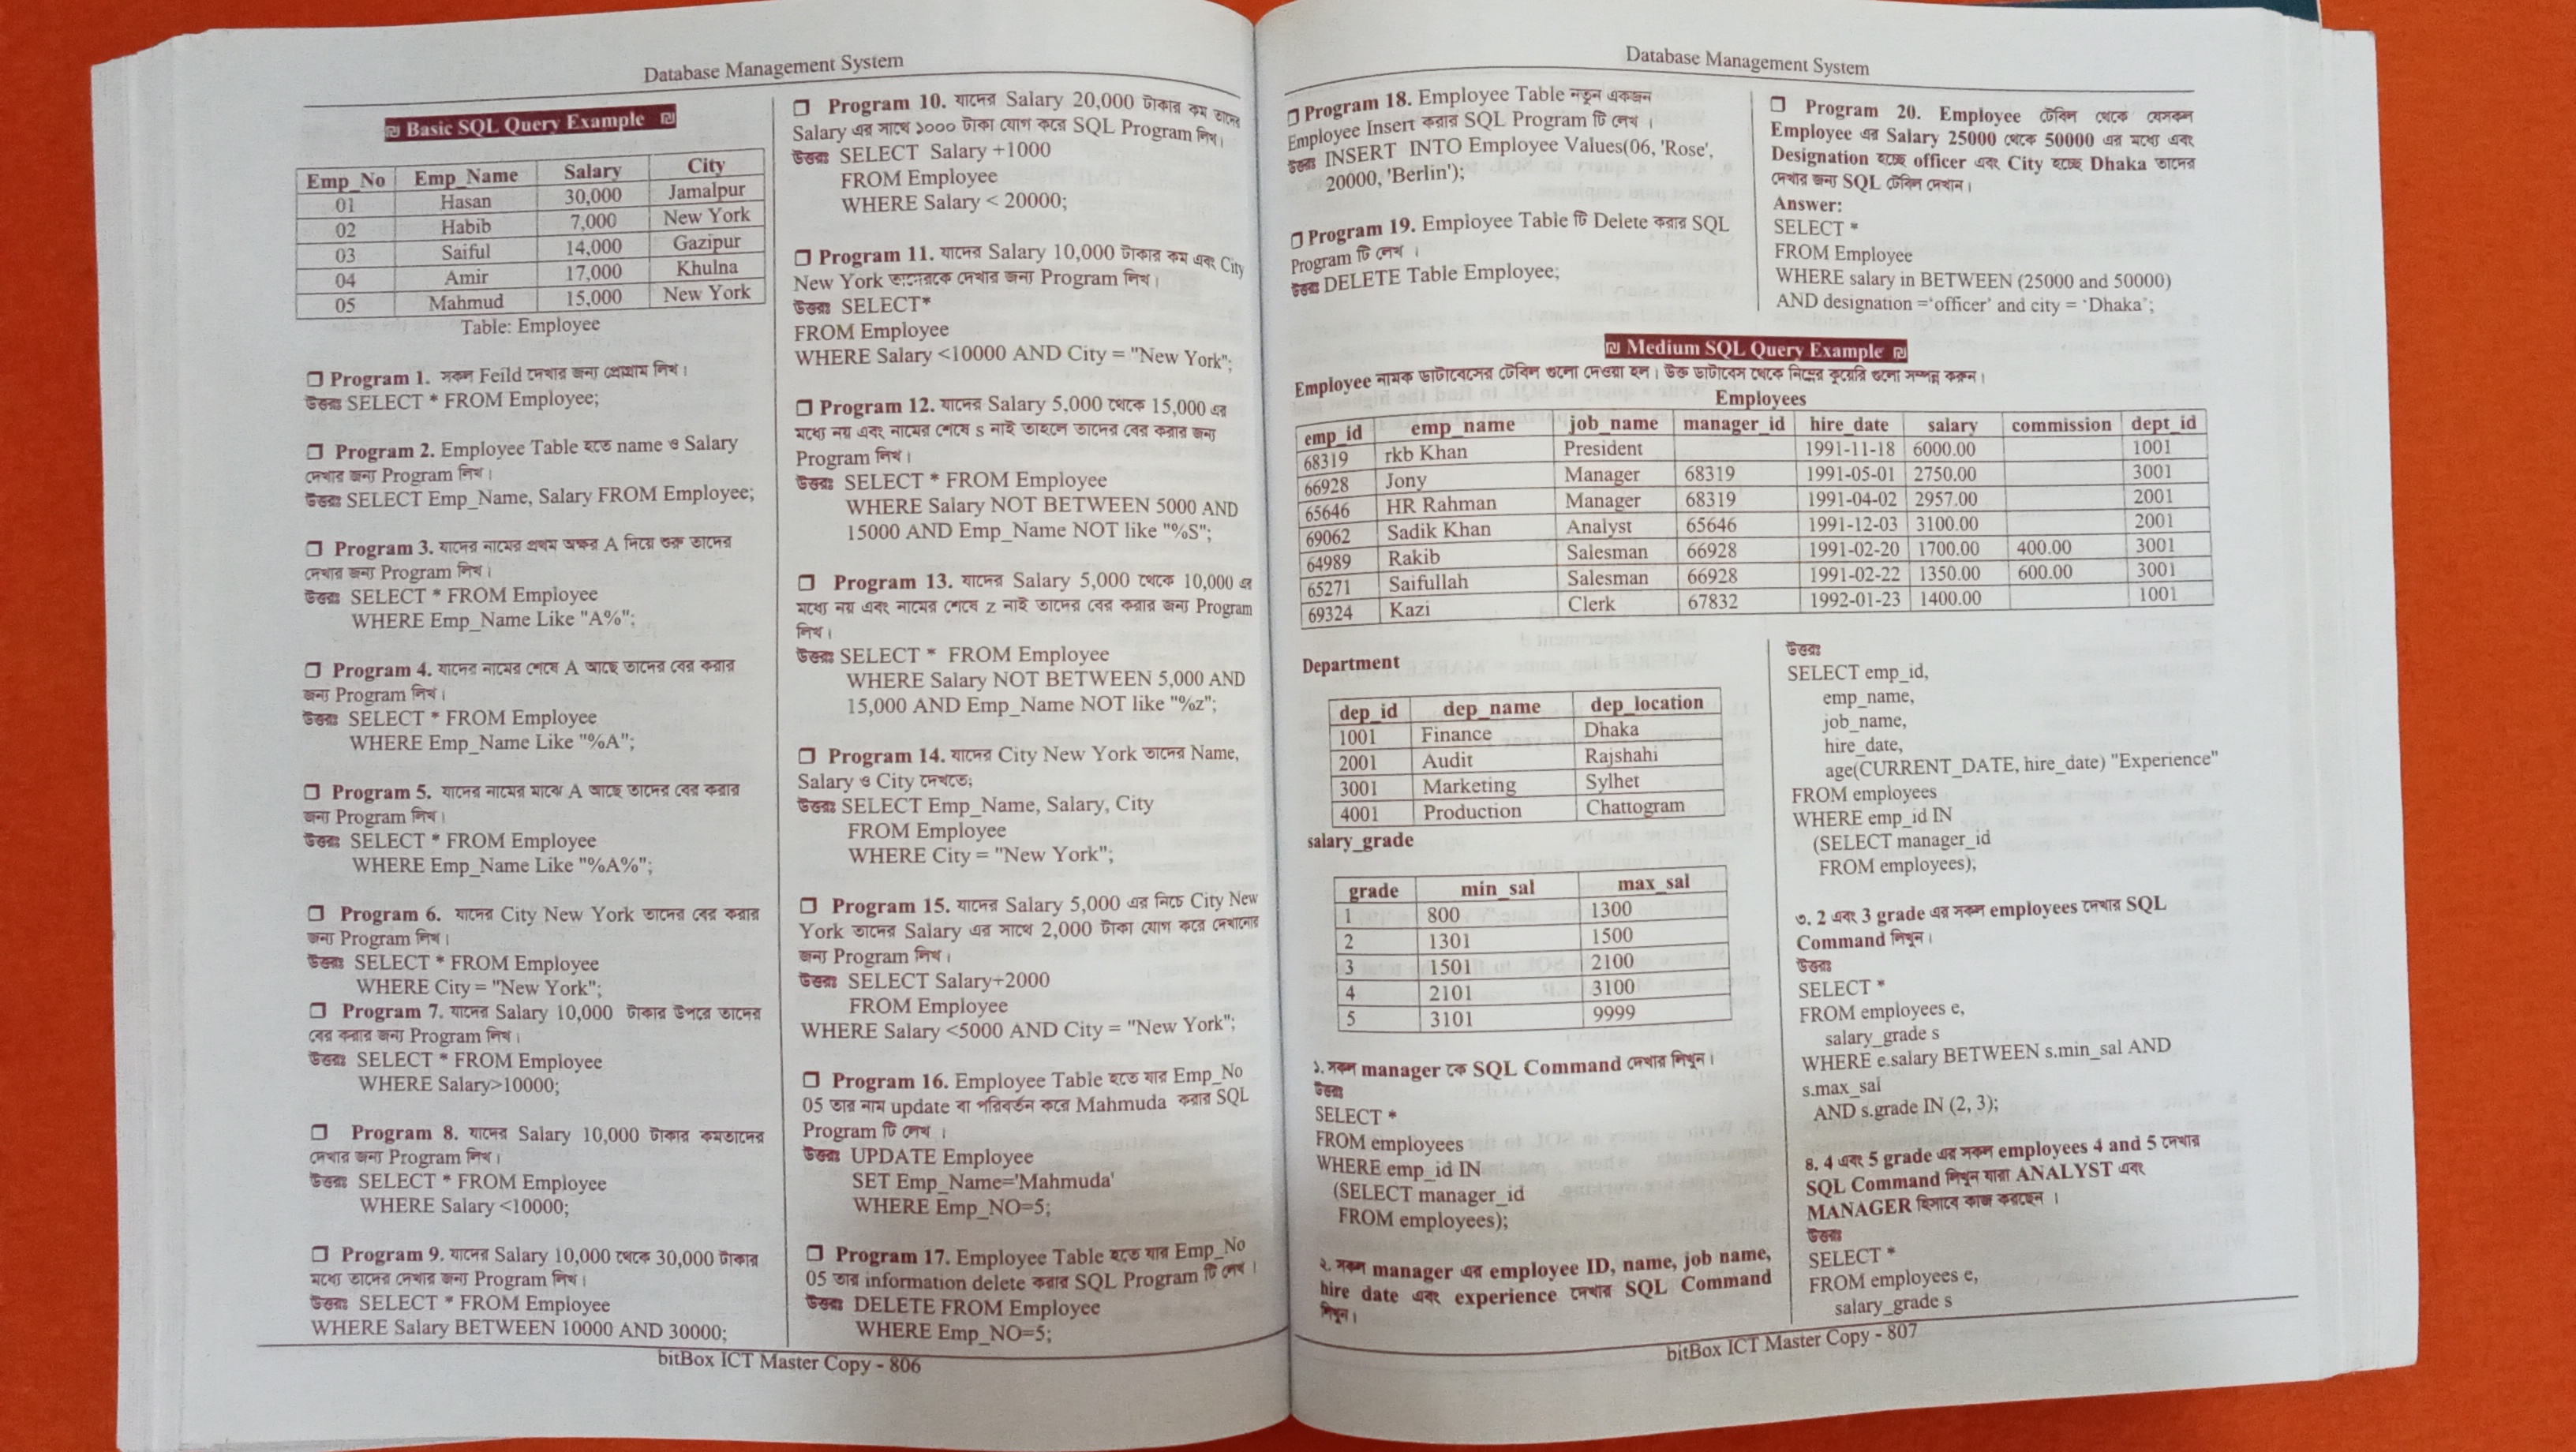 Database Management System
Basic SQL Query Example
Emp_No Emp_Name Salary City
01 Hasan 30,000 Jamalpur
02 Habib 7,000 New York
03 Saiful 14,000 Gazipur
04 Amir 17,000 Khulna
05 Mahmud 15,000 New York
Table: Employee
❒ Program 1. সকল Feild দেখার জন্য প্রোগ্রাম লিখ।
উত্তরঃ SELECT * FROM Employee;
❒ Program 2. Employee Table হতে name ও Salary
দেখার জন্য Program লিখ।
উত্তরঃ SELECT Emp_Name, Salary FROM Employee;
❒ Program 3. যাদের নামের প্রথম অক্ষর A দিয়ে শুরু তাদের
দেখার জন্য Program লিখ।
উত্তরঃ SELECT * FROM Employee
WHERE Emp_Name Like "A%";
❒ Program 4. যাদের নামের শেষে A আছে তাদের বের করার
জন্য Program লিখ।
উত্তরঃ SELECT * FROM Employee
WHERE Emp_Name Like "%A";
❒ Program 5. যাদের নামের মাঝে A আছে তাদের বের করার
জন্য Program লিখ।
উত্তরঃ SELECT * FROM Employee
WHERE Emp_Name Like "%A%";
❒ Program 6. যাদের City New York তাদের বের করার
জন্য Program লিখ।
উত্তরঃ SELECT * FROM Employee
WHERE City = "New York";
❒ Program 7. যাদের Salary 10,000 টাকার উপরে তাদের
বের করার জন্য Program লিখ।
উত্তরঃ SELECT * FROM Employee
WHERE Salary>10000;
❒ Program 8. যাদের Salary 10,000 টাকার কমতাদের
দেখার জন্য Program লিখ।
উত্তরঃ SELECT * FROM Employee
WHERE Salary <10000;
❒ Program 9. যাদের Salary 10,000 থেকে 30,000 টাকার
মধ্যে তাদের দেখার জন্য Program লিখ।
উত্তরঃ SELECT * FROM Employee
WHERE Salary BETWEEN 10000 AND 30000;
❒ Program 10. যাদের Salary 20,000 টাকার কম তাদের
Salary এর সাথে ১০০০ টাকা যোগ করে SQL Program লিখ।
উত্তরঃ SELECT Salary +1000
FROM Employee
WHERE Salary < 20000;
❒ Program 11. যাদের Salary 10,000 টাকার কম এবং City
New York তাদেরকে দেখার জন্য Program লিখ।
উত্তরঃ SELECT*
FROM Employee
WHERE Salary <10000 AND City = "New York";
❒ Program 12. যাদের Salary 5,000 থেকে 15,000 এর
মধ্যে নয় এবং নামের শেষে s নাই তাহলে তাদের বের করার জন্য
Program লিখ।
উত্তরঃ SELECT * FROM Employee
WHERE Salary NOT BETWEEN 5000 AND
15000 AND Emp_Name NOT like "%S";
❒ Program 13. যাদের Salary 5,000 থেকে 10,000 এর
মধ্যে নয় এবং নামের শেষে z নাই তাদের বের করার জন্য Program
লিখ।
উত্তরঃ SELECT * FROM Employee
WHERE Salary NOT BETWEEN 5,000 AND
15,000 AND Emp_Name NOT like "%z";
❒ Program 14. যাদের City New York তাদের Name,
Salary ও City দেখতে;
উত্তরঃ SELECT Emp_Name, Salary, City
FROM Employee
WHERE City = "New York";
❒ Program 15. যাদের Salary 5,000 এর নিচে City New
York তাদের Salary এর সাথে 2,000 টাকা যোগ করে দেখানোর
জন্য Program লিখ।
উত্তরঃ SELECT Salary+2000
FROM Employee
WHERE Salary <5000 AND City = "New York";
❒ Program 16. Employee Table হতে যার Emp_No
05 তার নাম update বা পরিবর্তন করে Mahmuda করার SQL
Program টি লেখ ।
উত্তরঃ UPDATE Employee
SET Emp_Name='Mahmuda'
WHERE Emp_NO=5;
❒ Program 17. Employee Table হতে যার Emp_No
05 তার information delete করার SQL Program টি লেখ ।
উত্তরঃ DELETE FROM Employee
WHERE Emp_NO=5;
bitBox ICT Master Copy - 806
Database Management System
❒ Program 18. Employee Table নতুন একজন
Employee Insert করার SQL Program টি লেখ ।
উত্তরঃ INSERT INTO Employee Values(06, 'Rose',
20000, 'Berlin');
❒ Program 19. Employee Table টি Delete করার SQL
Program টি লেখ ।
উত্তরঃ DELETE Table Employee;
❒ Program 20. Employee টেবিল থেকে যেসকল
Employee এর Salary 25000 থেকে 50000 এর মধ্যে এবং
Designation হচ্ছে officer এবং City হচ্ছে Dhaka তাদের
দেখার জন্য SQL টেবিল দেখান।
Answer:
SELECT *
FROM Employee
WHERE salary in BETWEEN (25000 and 50000)
AND designation =‘officer’ and city = ‘Dhaka’;
Medium SQL Query Example
Employee নামক ডাটাবেসের টেবিল গুলো দেওয়া হল। উক্ত ডাটাবেস থেকে নিম্নের কুয়েরি গুলো সম্পন্ন করুন।
Employees
emp_id emp_name job_name manager_id hire_date salary commission dept_id
68319 rkb Khan President 1991-11-18 6000.00 1001
66928 Jony Manager 68319 1991-05-01 2750.00 3001
65646 HR Rahman Manager 68319 1991-04-02 2957.00 2001
69062 Sadik Khan Analyst 65646 1991-12-03 3100.00 2001
64989 Rakib Salesman 66928 1991-02-20 1700.00 400.00 3001
65271 Saifullah Salesman 66928 1991-02-22 1350.00 600.00 3001
69324 Kazi Clerk 67832 1992-01-23 1400.00 1001
Department
dep_id dep_name dep_location
1001 Finance Dhaka
2001 Audit Rajshahi
3001 Marketing Sylhet
4001 Production Chattogram
salary_grade
grade min_sal max_sal
1 800 1300
2 1301 1500
3 1501 2100
4 2101 3100
5 3101 9999
১. সকল manager কে SQL Command দেখার লিখুন।
উত্তরঃ
SELECT *
FROM employees
WHERE emp_id IN
(SELECT manager_id
FROM employees);
২. সকল manager এর employee ID, name, job name,
hire date এবং experience দেখার SQL Command
লিখুন।
উত্তরঃ
SELECT emp_id,
emp_name,
job_name,
hire_date,
age(CURRENT_DATE, hire_date) "Experience"
FROM employees
WHERE emp_id IN
(SELECT manager_id
FROM employees);
৩. 2 এবং 3 grade এর সকল employees দেখার SQL
Command লিখুন।
উত্তরঃ
SELECT *
FROM employees e,
salary_grade s
WHERE e.salary BETWEEN s.min_sal AND
s.max_sal
AND s.grade IN (2, 3);
৪. 4 এবং 5 grade এর সকল employees 4 and 5 দেখার
SQL Command লিখুন যারা ANALYST এবং
MANAGER হিসাবে কাজ করছেন ।
উত্তরঃ
SELECT *
FROM employees e,
salary_grade s
bitBox ICT Master Copy - 807